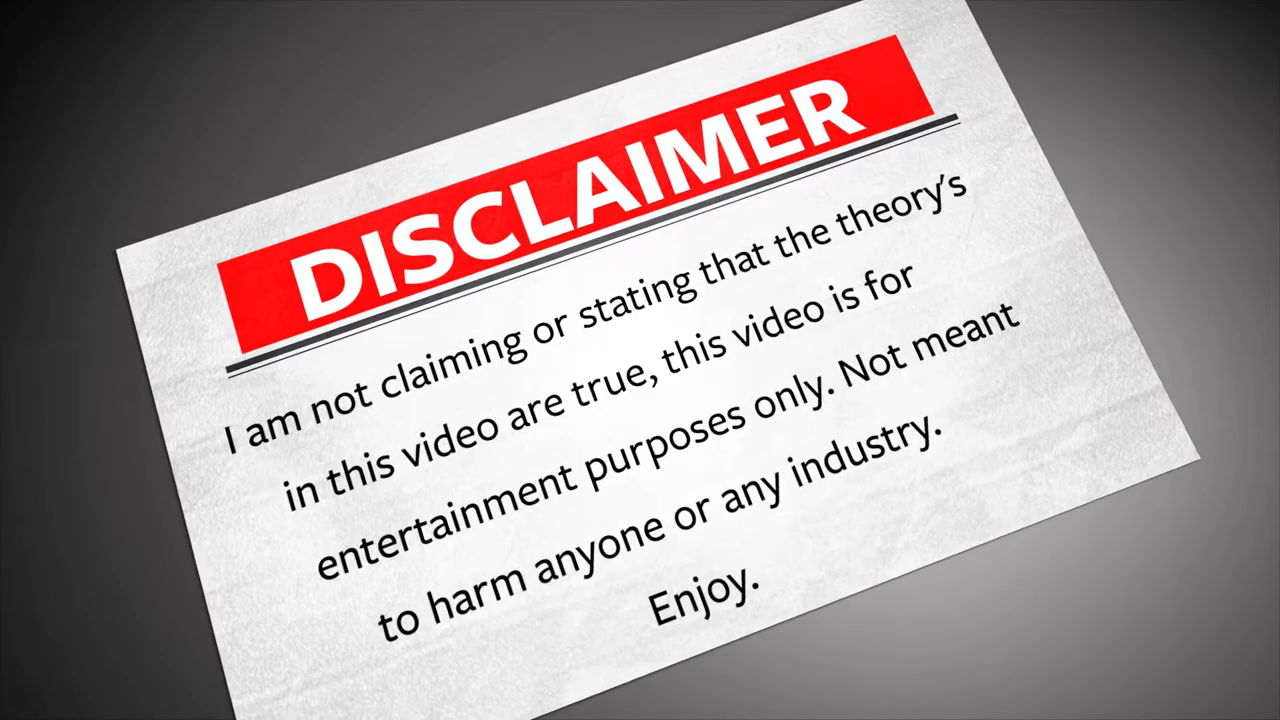 DISCLAIMER
I am not claiming or stating that the theory's
in this video are true, this video is for
entertainment purposes only. Not meant
to harm anyone or any industry.
Enjoy.